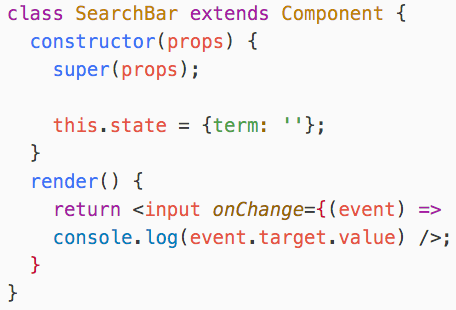 class SearchBar extends Component {
  constructor(props) {
    super(props);

    this.state = {term: ''};
  }
  render() {
    return <input onChange={(event) =>
    console.log(event.target.value) />;
  }
}